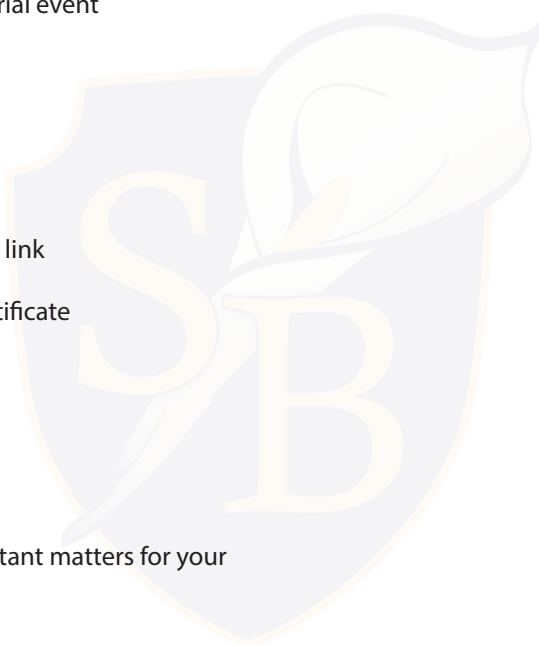 rial event
link
tificate
tant matters for your
S
B